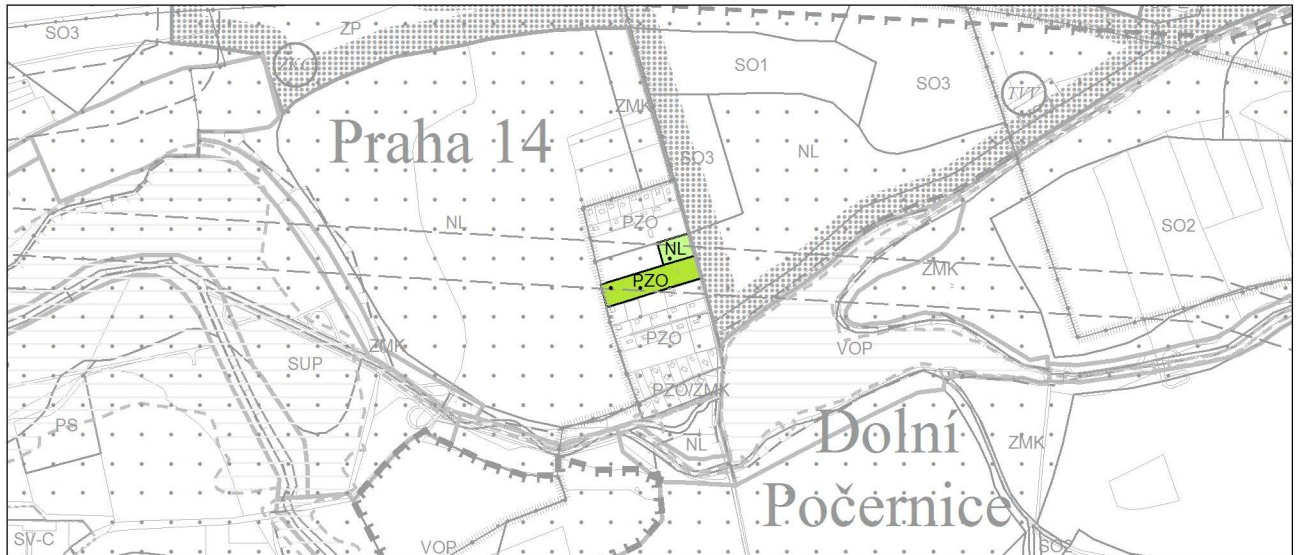 SO3
ZP
SO1
SO3
ZMK
TVV
Praha 14
SO3
NL
NL
PZO
SO2
NL
PZO
ZMK
PZO
VOP
ZMK
SUP
PZO/ZMK
PS
NL
Dolní
Počernice
ZMK
SV-C
VOP
SO2